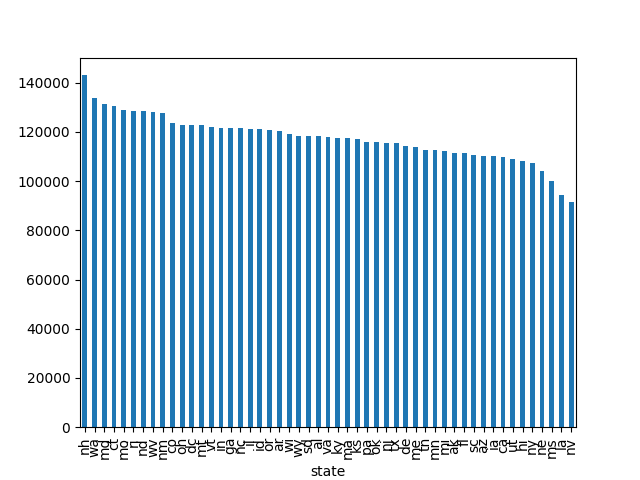 140000
120000
100000
80000
60000
40000
20000
0
nh
wa
md
ct
mo
ri
nd
wv
nm
co
oh
dc
mt
vt
in
ga
nc
il
id
or
ar
wi
wy
sd
al
va
ky
ma
ks
pa
ok
nj
tx
de
me
tn
mn
mi
ak
fl
sc
az
ia
ca
ut
hi
ny
ne
ms
la
nv
state